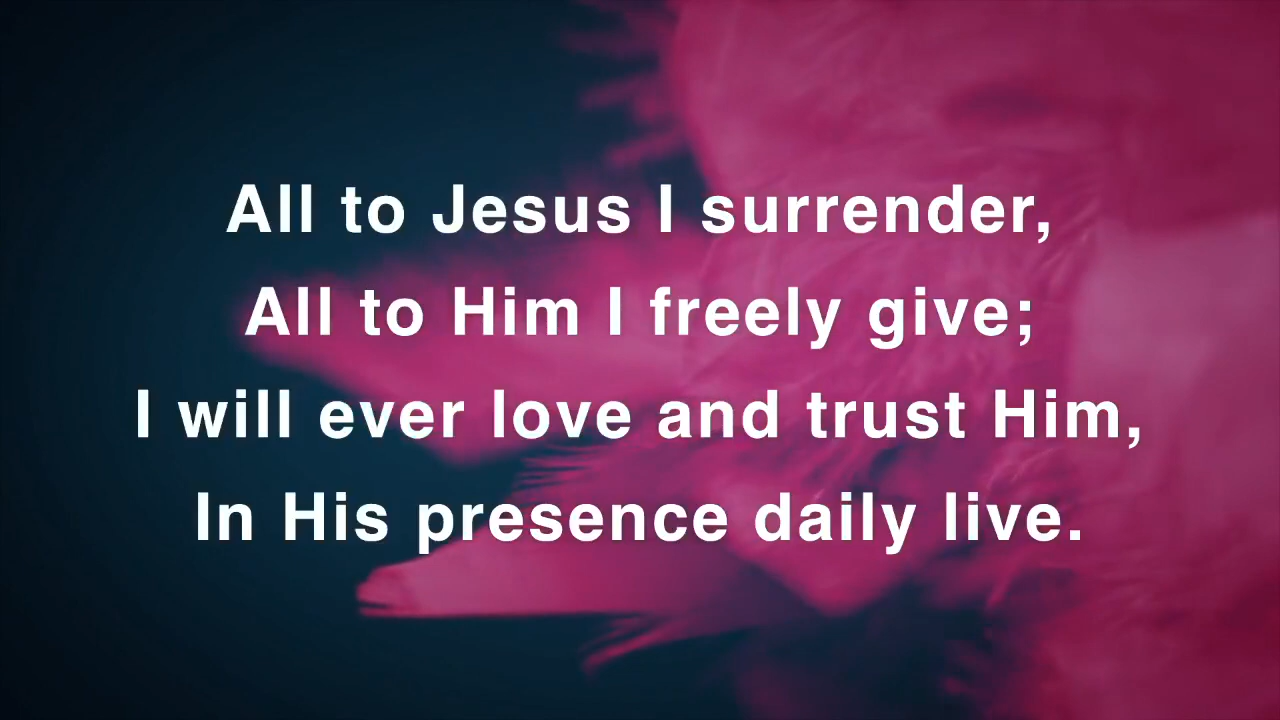 All to Jesus I surrender,
All to Him I freely give;
I will ever love and trust Him,
In His presence daily live.